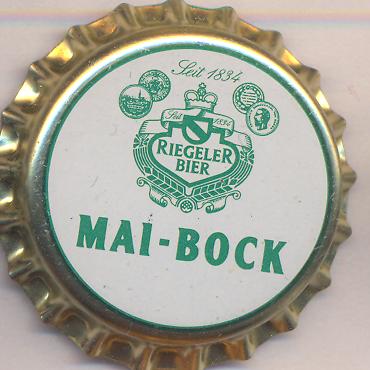 Seit 1834
Seit 1834
RIEGELER
BIER
MAI-BOCK